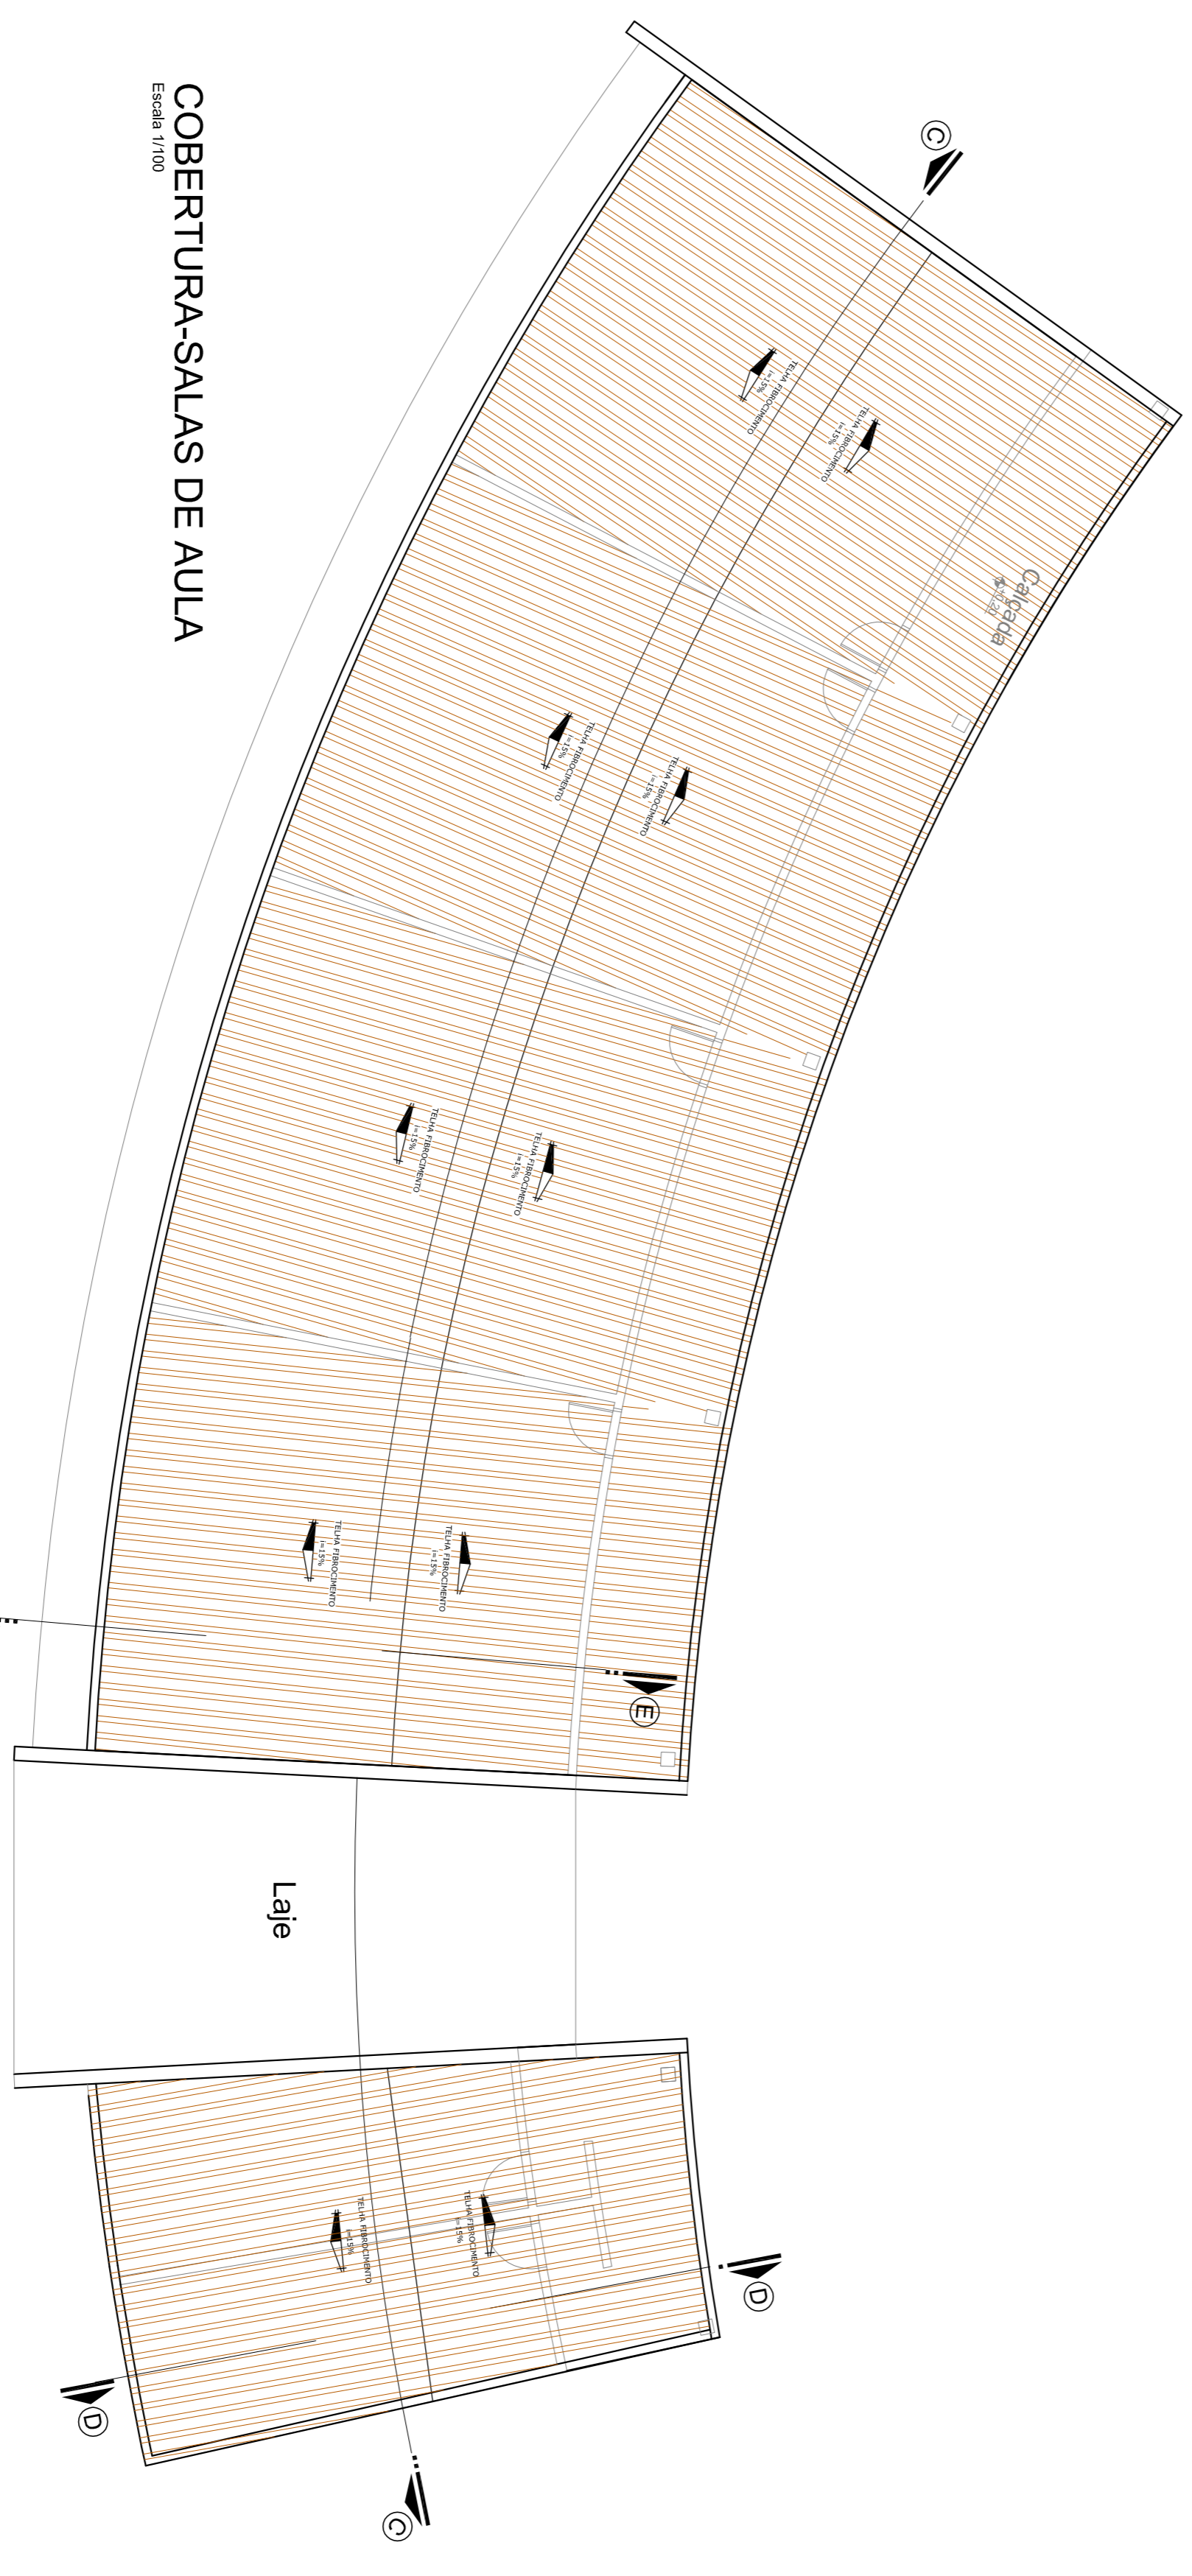 COBERTURA-SALAS DE AULA
Escala 1/100
C
TELHA FIBROCIMENTO
i=15%
TELHA FIBROCIMENTO
i=15%
Calçada
TELHA FIBROCIMENTO
i=15%
TELHA FIBROCIMENTO
i=15%
TELHA FIBROCIMENTO
i=15%
TELHA FIBROCIMENTO
i=15%
TELHA FIBROCIMENTO
i=15%
TELHA FIBROCIMENTO
i=15%
E
Laje
TELHA FIBROCIMENTO
i=15%
TELHA FIBROCIMENTO
i=15%
D
D
C